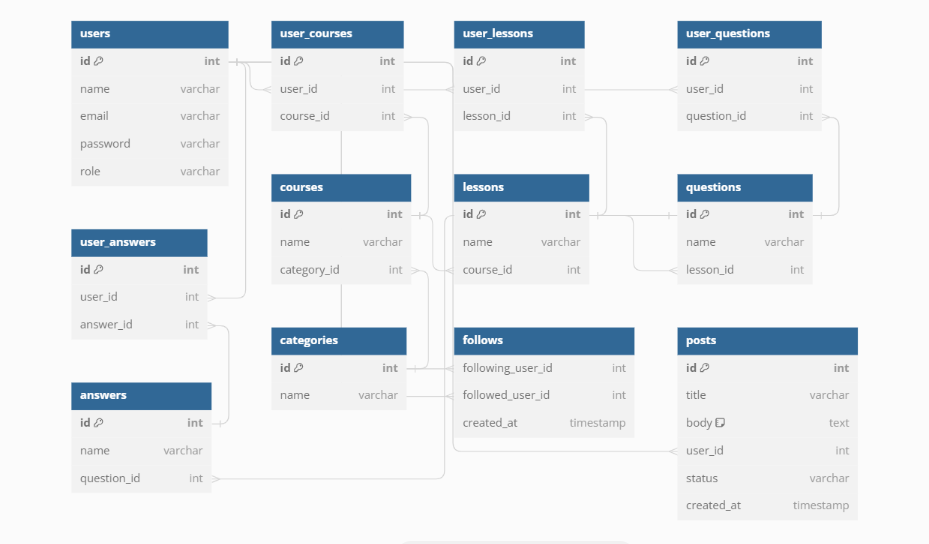 users
id int
name varchar
email varchar
password varchar
role varchar
user_courses
id int
user_id int
course_id int
user_lessons
id int
user_id int
lesson_id int
user_questions
id int
user_id int
question_id int
courses
id int
name varchar
category_id int
lessons
id int
name varchar
course_id int
questions
id int
name varchar
lesson_id int
user_answers
id int
user_id int
answer_id int
categories
id int
name varchar
follows
following_user_id int
followed_user_id int
created_at timestamp
posts
id int
title varchar
body text
user_id int
status varchar
created_at timestamp
answers
id int
name varchar
question_id int